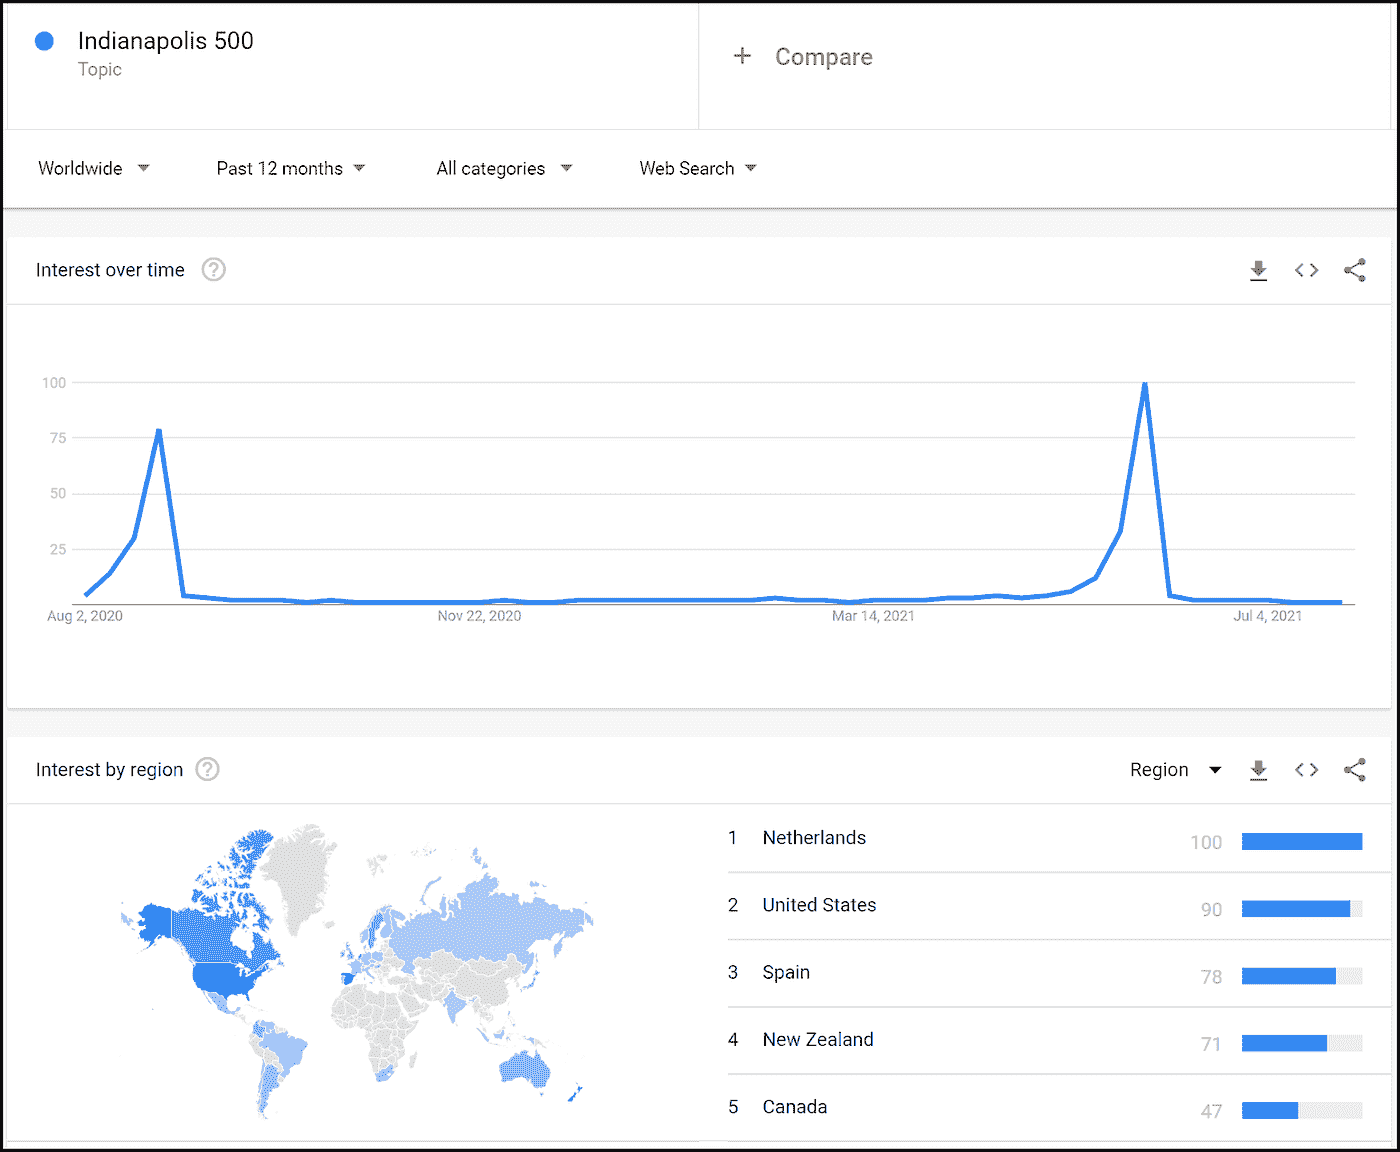 Indianapolis 500
Topic
+ Compare
Worldwide Past 12 months All categories Web Search
Interest over time ?
100
75
50
25
Aug 2, 2020 Nov 22, 2020 Mar 14, 2021 Jul 4, 2021
Interest by region ? Region
1 Netherlands 100
2 United States 90
3 Spain 78
4 New Zealand 71
5 Canada 47